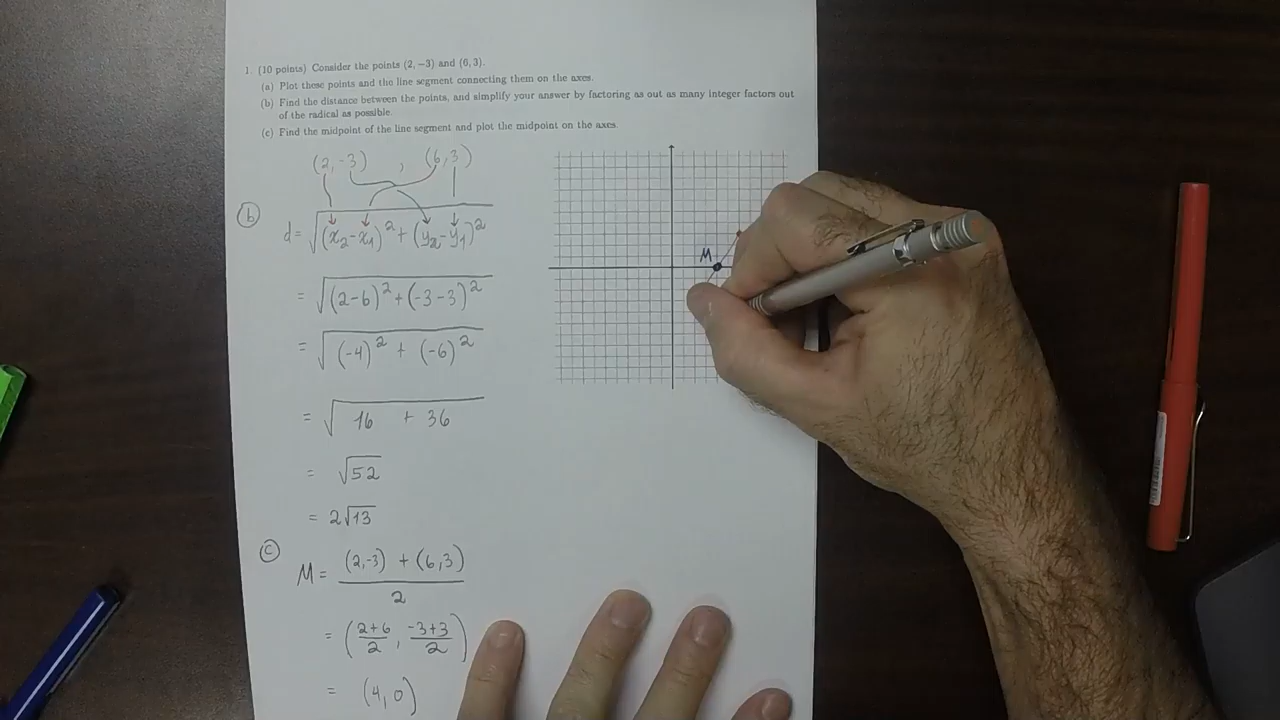 1. (10 points) Consider the points (2, −3) and (6, 3).
(a) Plot these points and the line segment connecting them on the axes.
(b) Find the distance between the points, and simplify your answer by factoring as out as many integer factors out
of the radical as possible.
(c) Find the midpoint of the line segment and plot the midpoint on the axes.
(2,-3) , (6,3)
(b) d = √((x₂-x₁)² + (y₂-y₁)²)
= √((2-6)² + (-3-3)²)
= √((-4)² + (-6)²)
= √(16 + 36)
= √52
= 2√13
(c) M = ((2,-3) + (6,3))/2
= ((2+6)/2, (-3+3)/2)
= (4,0)
M